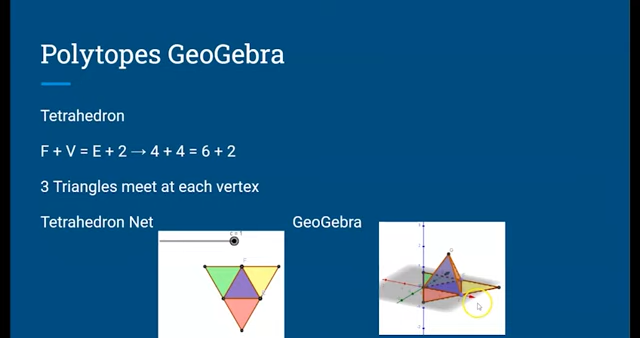 Polytopes GeoGebra
Tetrahedron
F + V = E + 2 → 4 + 4 = 6 + 2
3 Triangles meet at each vertex
Tetrahedron Net
GeoGebra